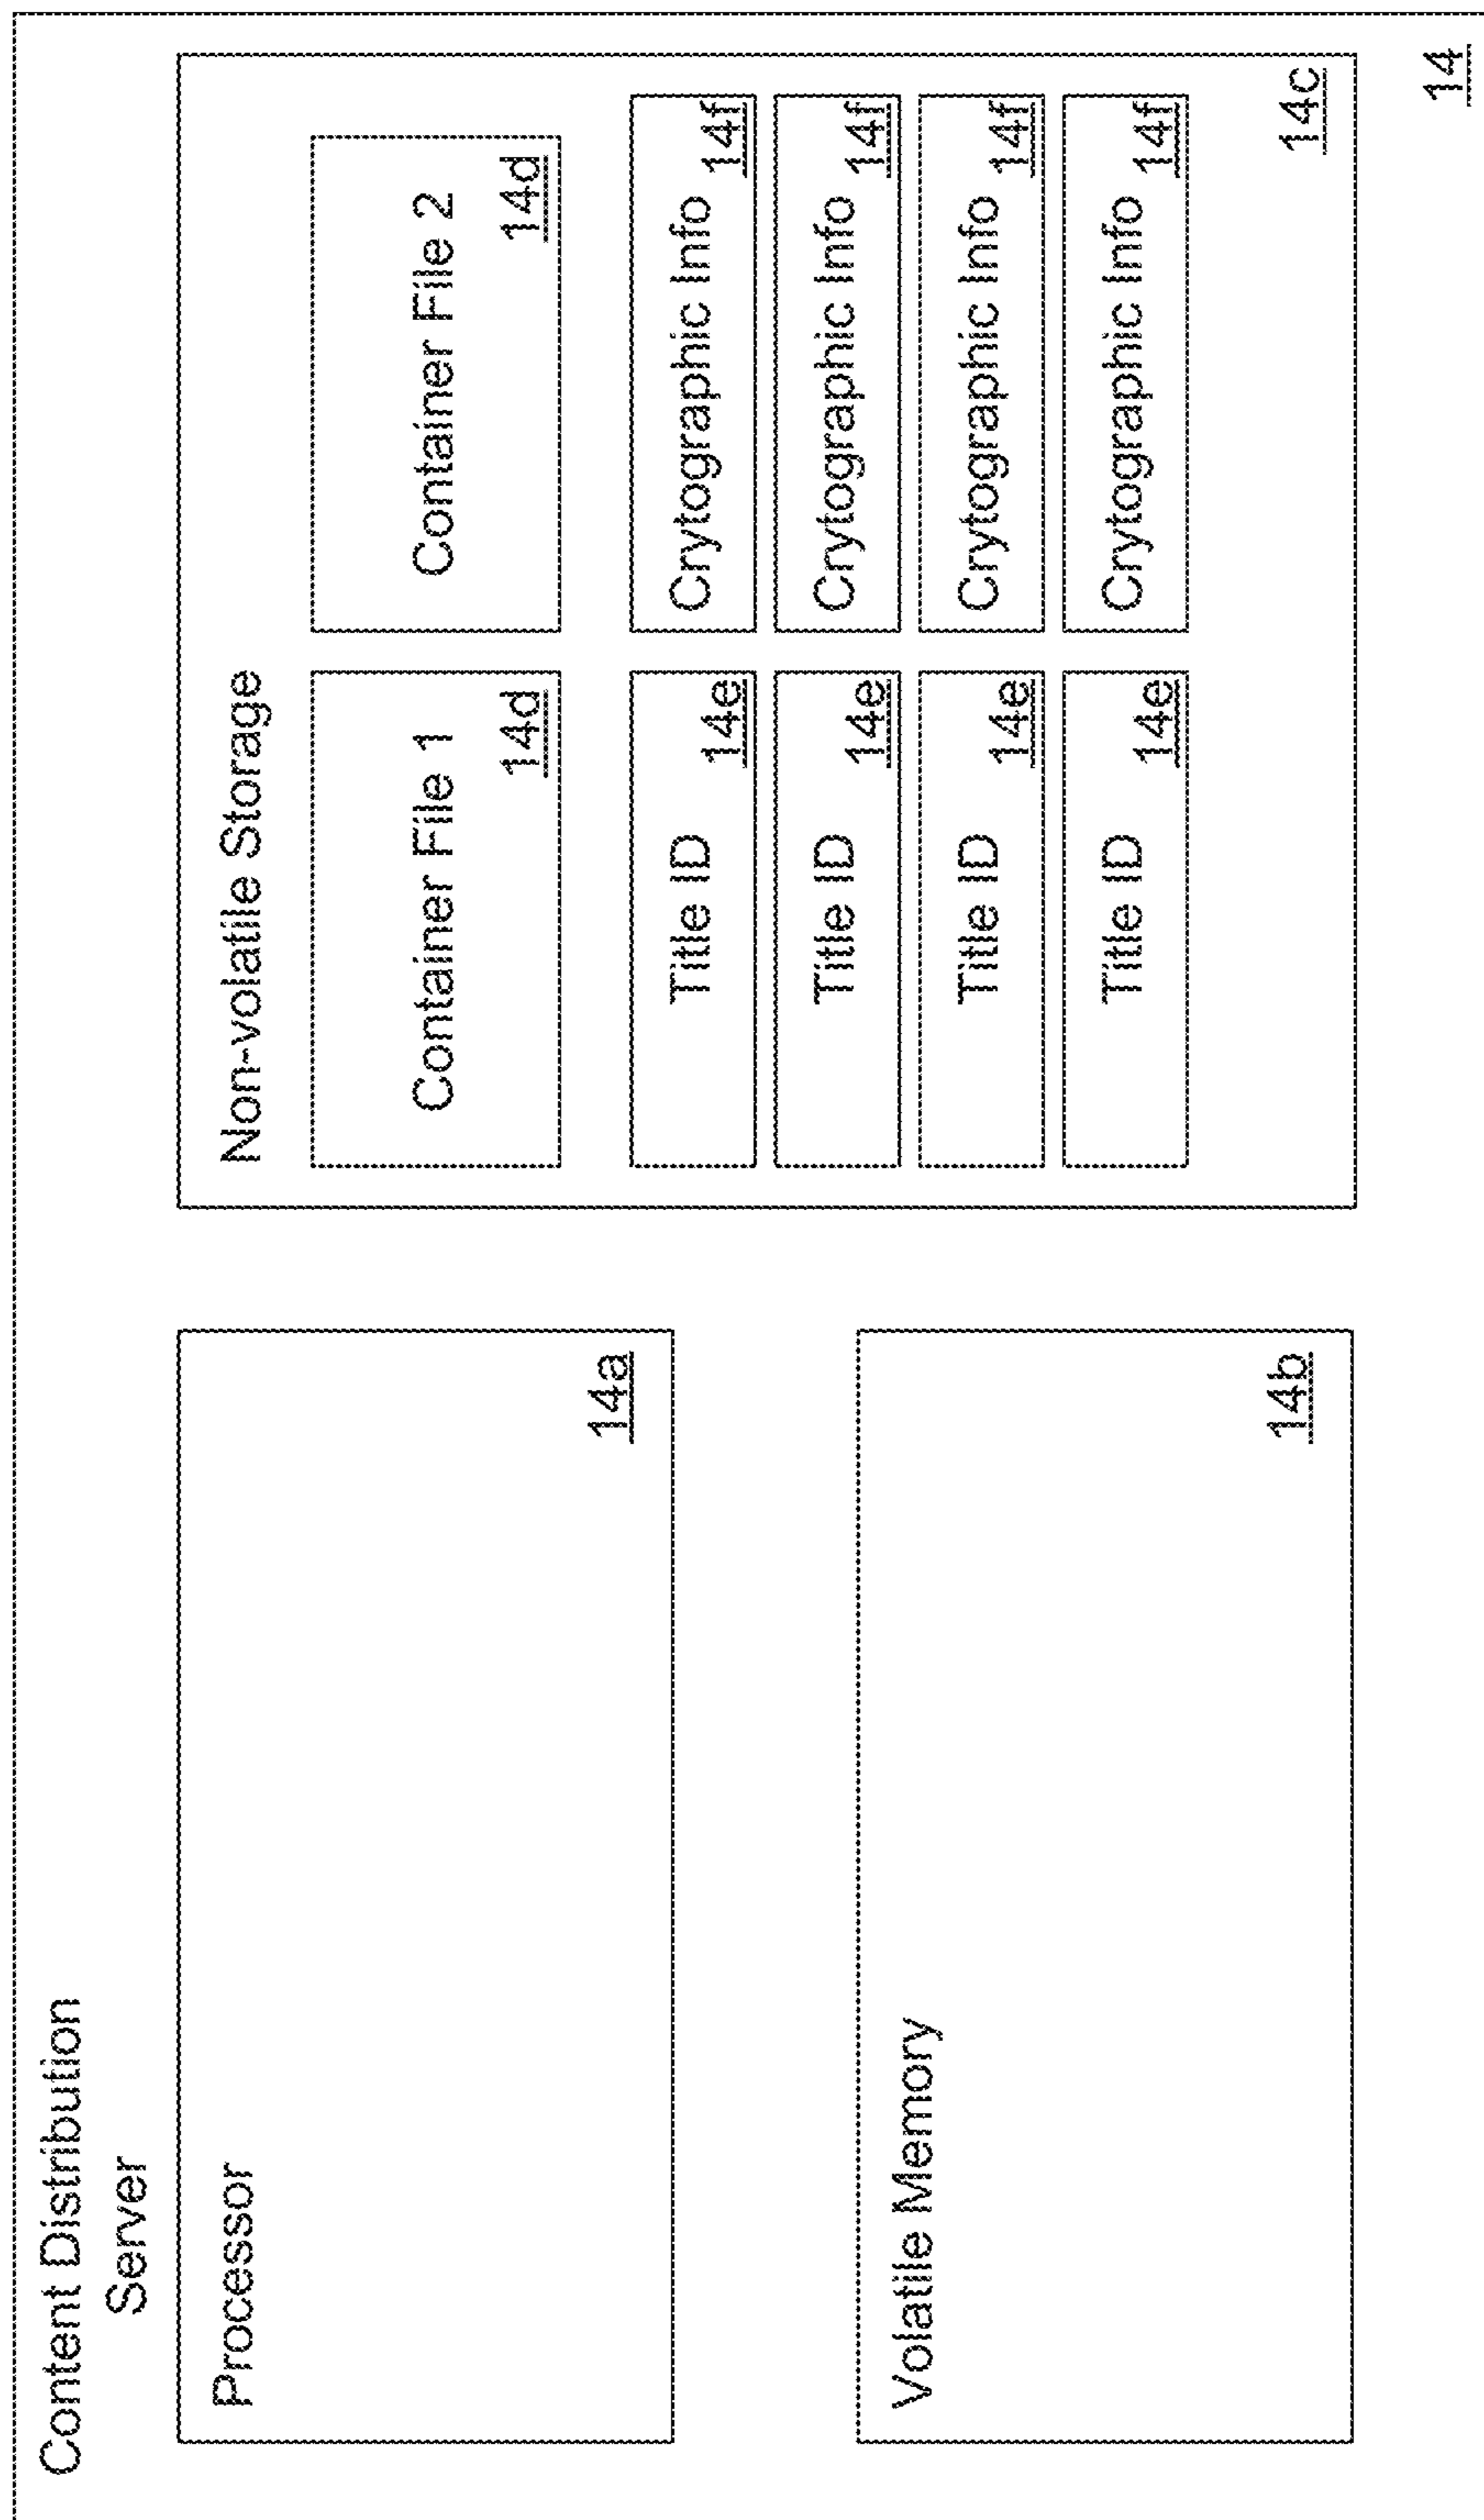 Content Distribution
Server
Processor
14a
Volatile Memory
14b
Non-volatile Storage
Container File 1
14d
Container File 2
14d
Title ID
14e
Crytographic Info
14f
Title ID
14e
Crytographic Info
14f
Title ID
14e
Crytographic Info
14f
Title ID
14e
Crytographic Info
14f
14c
14